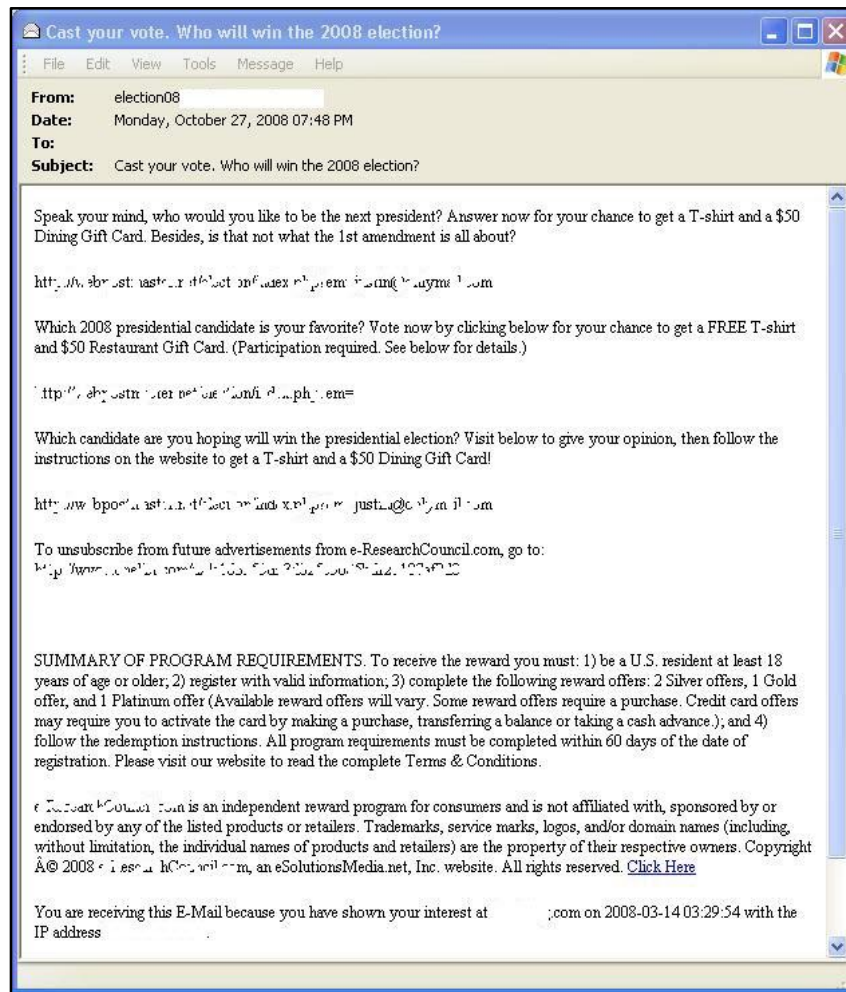 Cast your vote. Who will win the 2008 election?
File Edit View Tools Message Help
From: election08
Date: Monday, October 27, 2008 07:48 PM
To:
Subject: Cast your vote. Who will win the 2008 election?
Speak your mind, who would you like to be the next president? Answer now for your chance to get a T-shirt and a $50
Dining Gift Card. Besides, is that not what the 1st amendment is all about?
Which 2008 presidential candidate is your favorite? Vote now by clicking below for your chance to get a FREE T-shirt
and $50 Restaurant Gift Card. (Participation required. See below for details.)
Which candidate are you hoping will win the presidential election? Visit below to give your opinion, then follow the
instructions on the website to get a T-shirt and a $50 Dining Gift Card!
To unsubscribe from future advertisements from e-ResearchCouncil.com, go to:
SUMMARY OF PROGRAM REQUIREMENTS. To receive the reward you must: 1) be a U.S. resident at least 18
years of age or older; 2) register with valid information; 3) complete the following reward offers: 2 Silver offers, 1 Gold
offer, and 1 Platinum offer (Available reward offers will vary. Some reward offers require a purchase. Credit card offers
may require you to activate the card by making a purchase, transferring a balance or taking a cash advance.); and 4)
follow the redemption instructions. All program requirements must be completed within 60 days of the date of
registration. Please visit our website to read the complete Terms & Conditions.
is an independent reward program for consumers and is not affiliated with, sponsored by or
endorsed by any of the listed products or retailers. Trademarks, service marks, logos, and/or domain names (including,
without limitation, the individual names of products and retailers) are the property of their respective owners. Copyright
Â© 2008 an eSolutionsMedia.net, Inc. website. All rights reserved. Click Here
You are receiving this E-Mail because you have shown your interest at .com on 2008-03-14 03:29:54 with the
IP address .